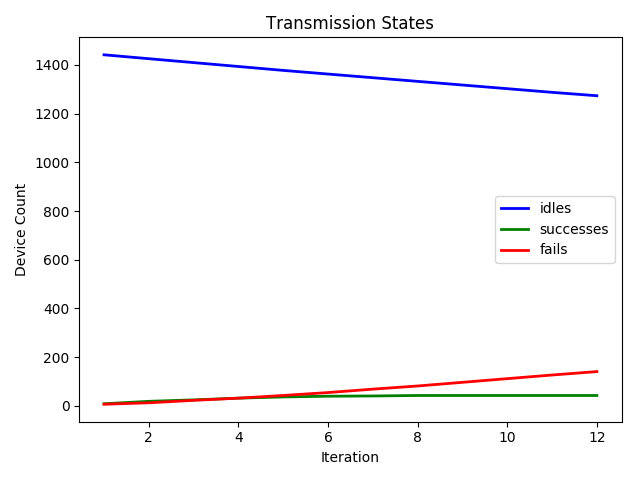 Transmission States
1400
1200
1000
800
600
400
200
0
Device Count
idles
successes
fails
2 4 6 8 10 12
Iteration